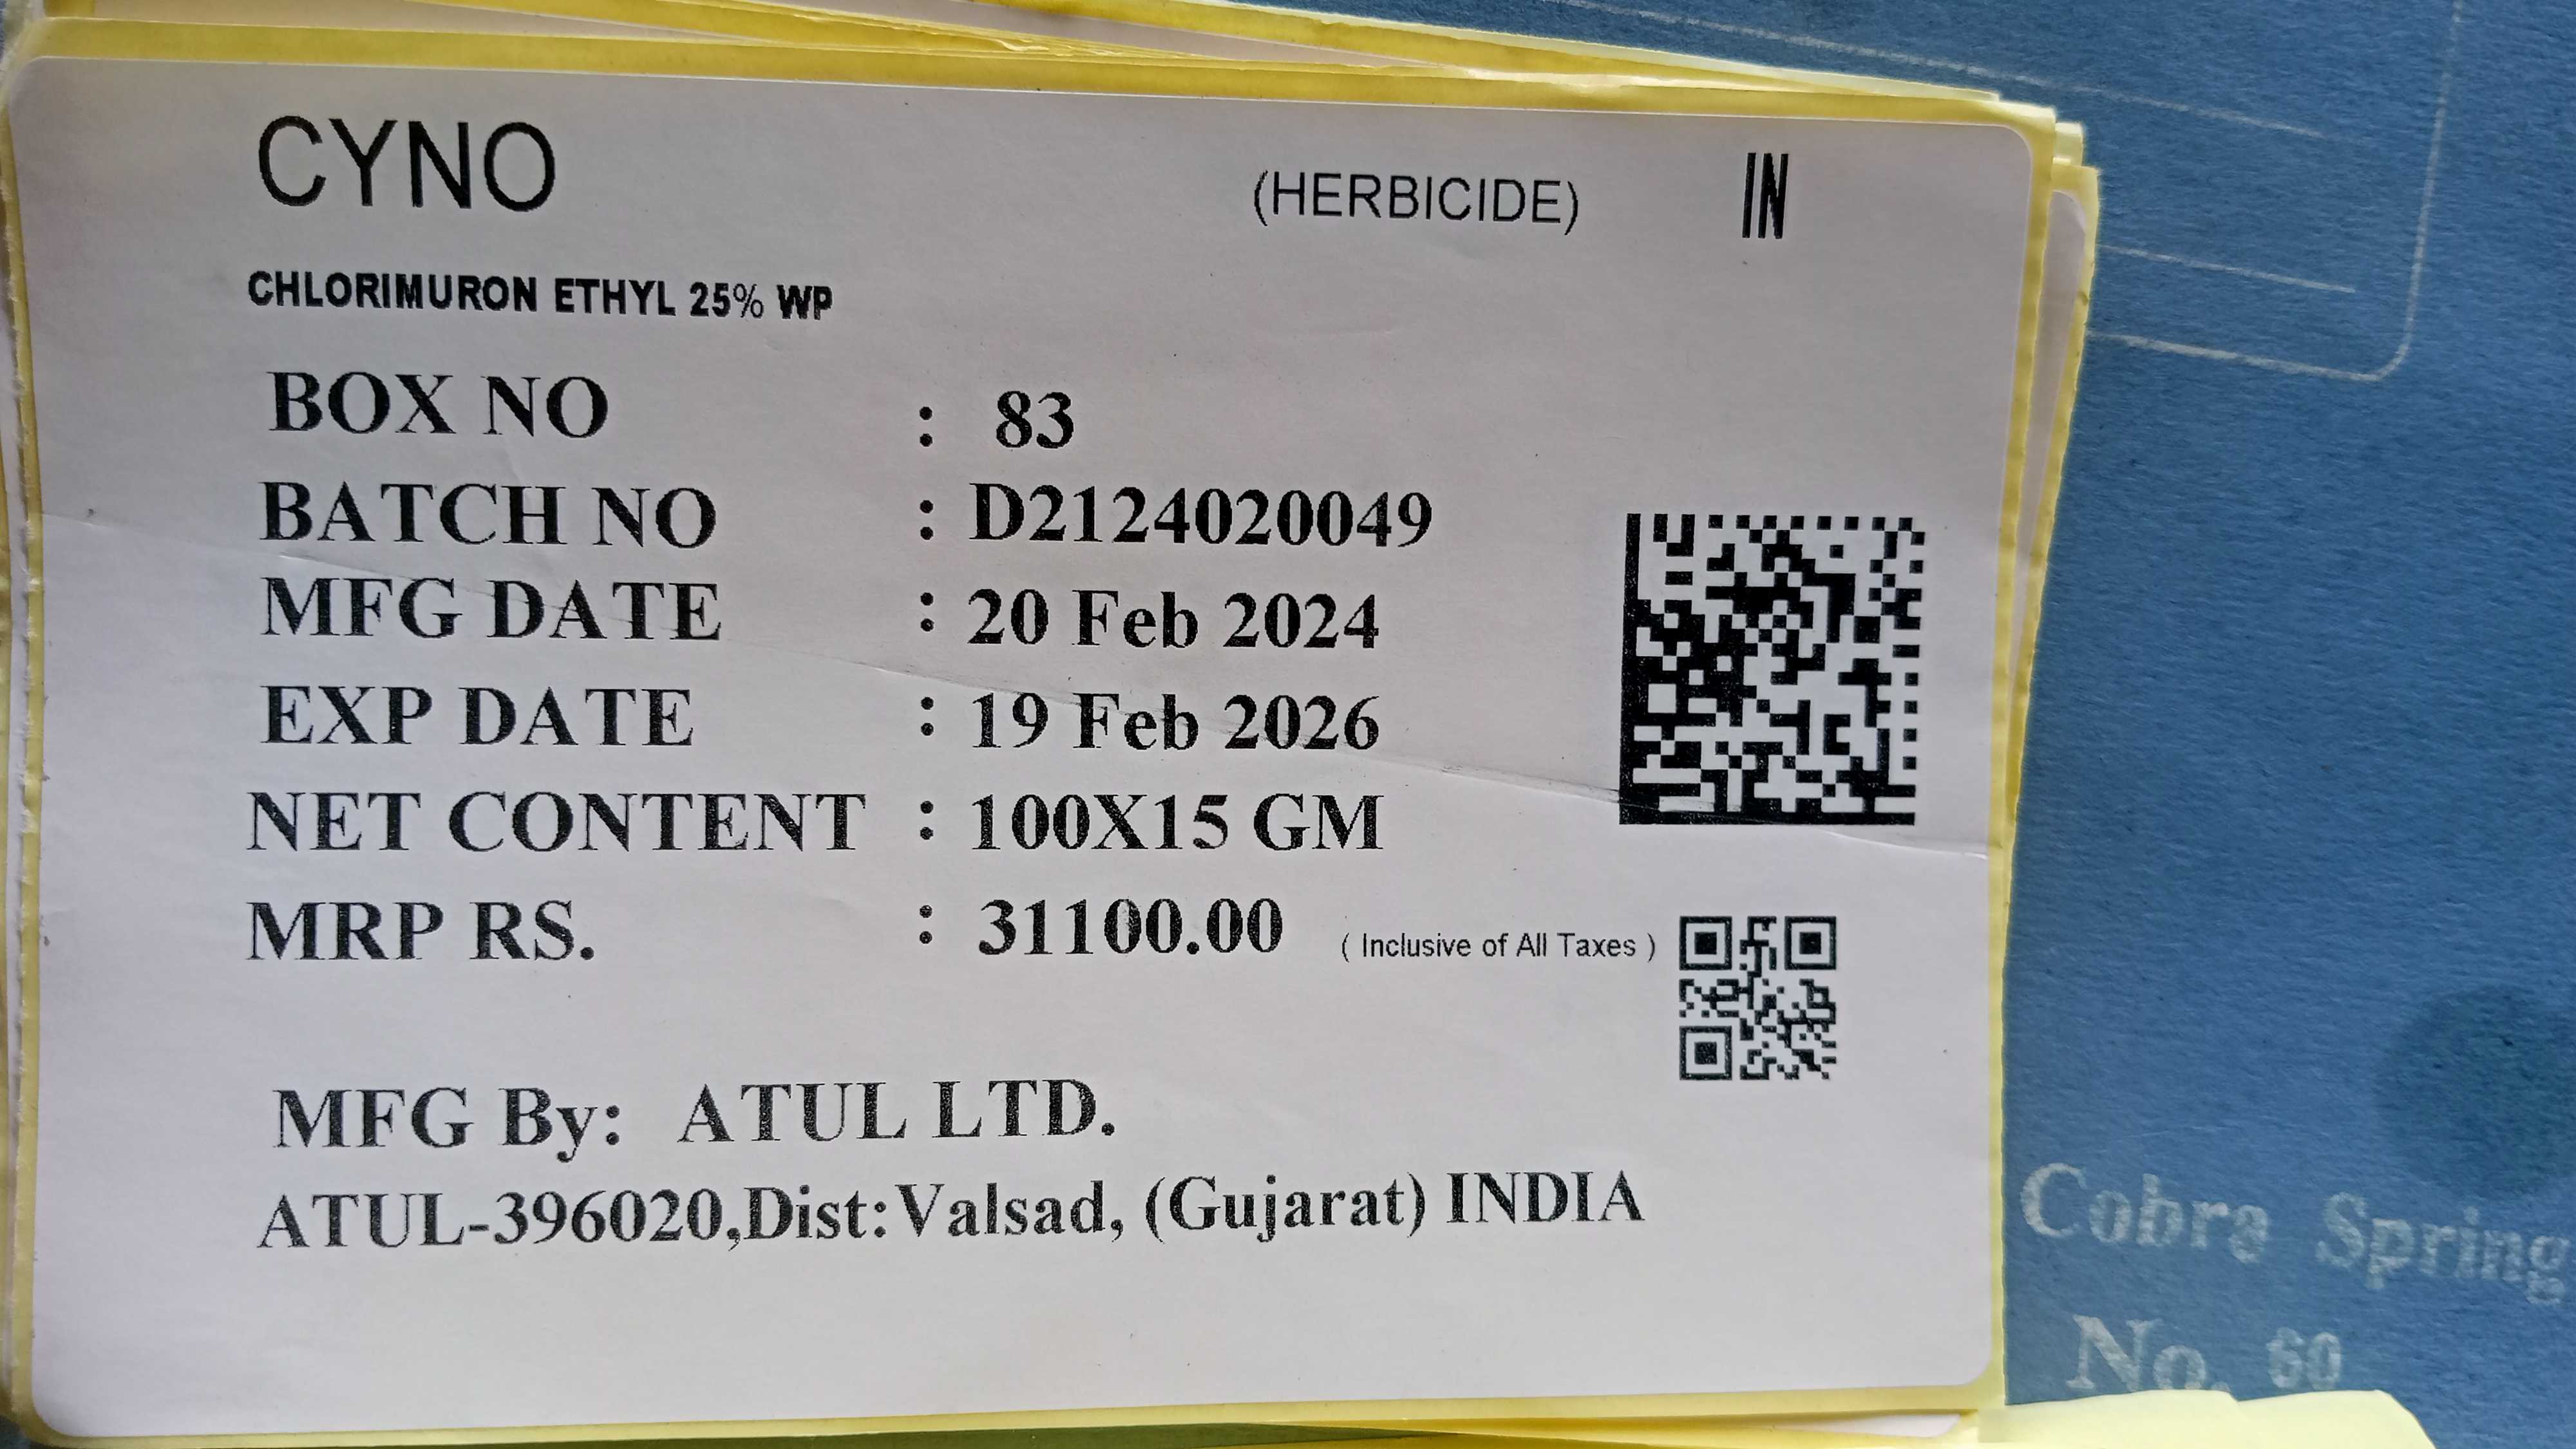 CYNO
(HERBICIDE)
IN
CHLORIMURON ETHYL 25% WP
BOX NO : 83
BATCH NO : D2124020049
MFG DATE : 20 Feb 2024
EXP DATE : 19 Feb 2026
NET CONTENT : 100X15 GM
MRP RS. : 31100.00 ( Inclusive of All Taxes )
MFG By: ATUL LTD.
ATUL-396020,Dist:Valsad, (Gujarat) INDIA
Cobra Spring
No. 60